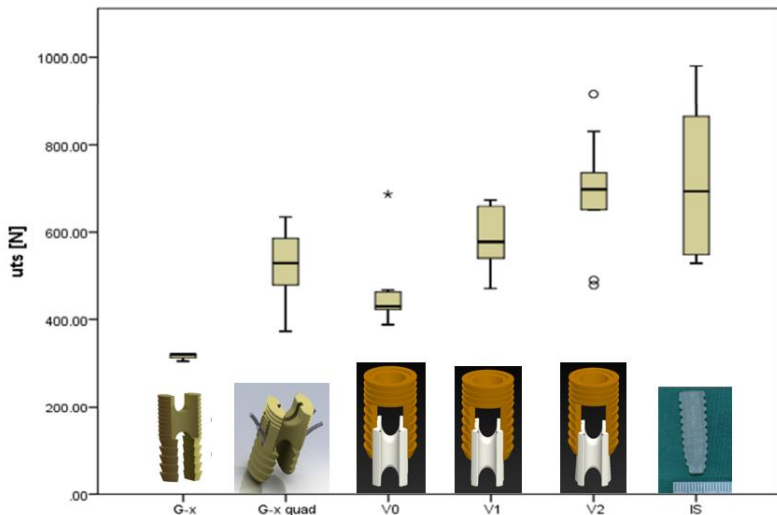 1000.00
800.00
600.00
400.00
200.00
.00
uts [N]
*
G-x
G-x quad
V0
V1
V2
IS